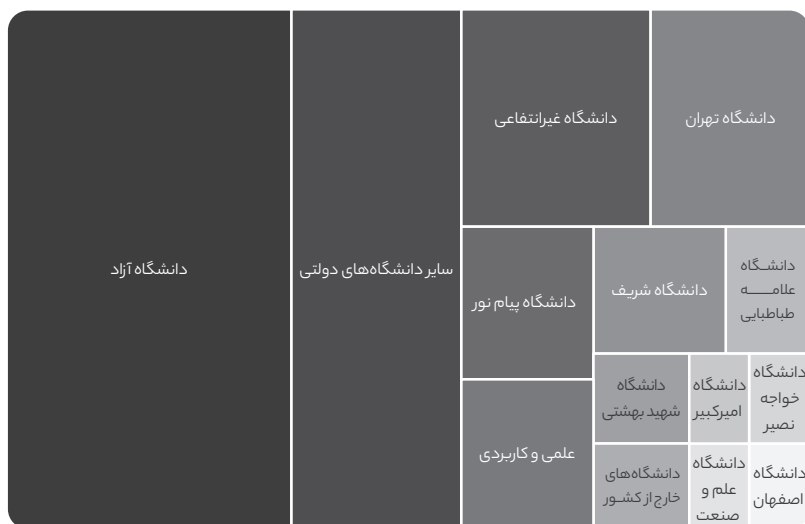 دانشگاه تهران
دانشگاه غیرانتفاعی
سایر دانشگاه‌های دولتی
دانشگاه آزاد
دانشگاه
علامه
طباطبایی
دانشگاه شریف
دانشگاه پیام نور
دانشگاه
خواجه
نصیر
دانشگاه
امیرکبیر
دانشگاه
شهید بهشتی
علمی و کاربردی
دانشگاه
اصفهان
دانشگاه
علم و
صنعت
دانشگاه‌های
خارج از کشور